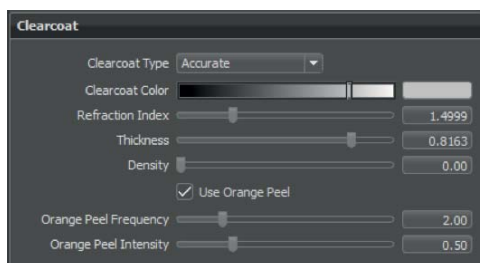 Clearcoat
Clearcoat Type Accurate
Clearcoat Color
Refraction Index 1.4999
Thickness 0.8163
Density 0.00
Use Orange Peel
Orange Peel Frequency 2.00
Orange Peel Intensity 0.50